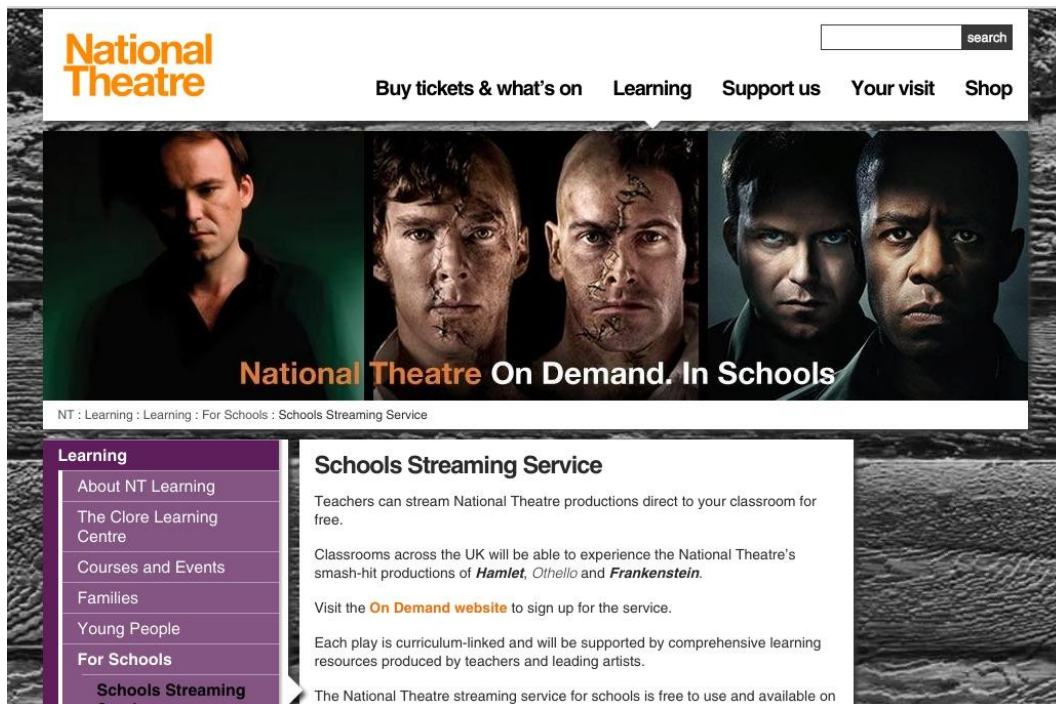 National
Theatre
search
Buy tickets & what's on
Learning
Support us
Your visit
Shop
National Theatre On Demand. In Schools
NT : Learning : Learning : For Schools : Schools Streaming Service
Learning
About NT Learning
The Clore Learning
Centre
Courses and Events
Families
Young People
For Schools
Schools Streaming
Schools Streaming Service
Teachers can stream National Theatre productions direct to your classroom for
free.
Classrooms across the UK will be able to experience the National Theatre's
smash-hit productions of Hamlet, Othello and Frankenstein.
Visit the On Demand website to sign up for the service.
Each play is curriculum-linked and will be supported by comprehensive learning
resources produced by teachers and leading artists.
The National Theatre streaming service for schools is free to use and available on